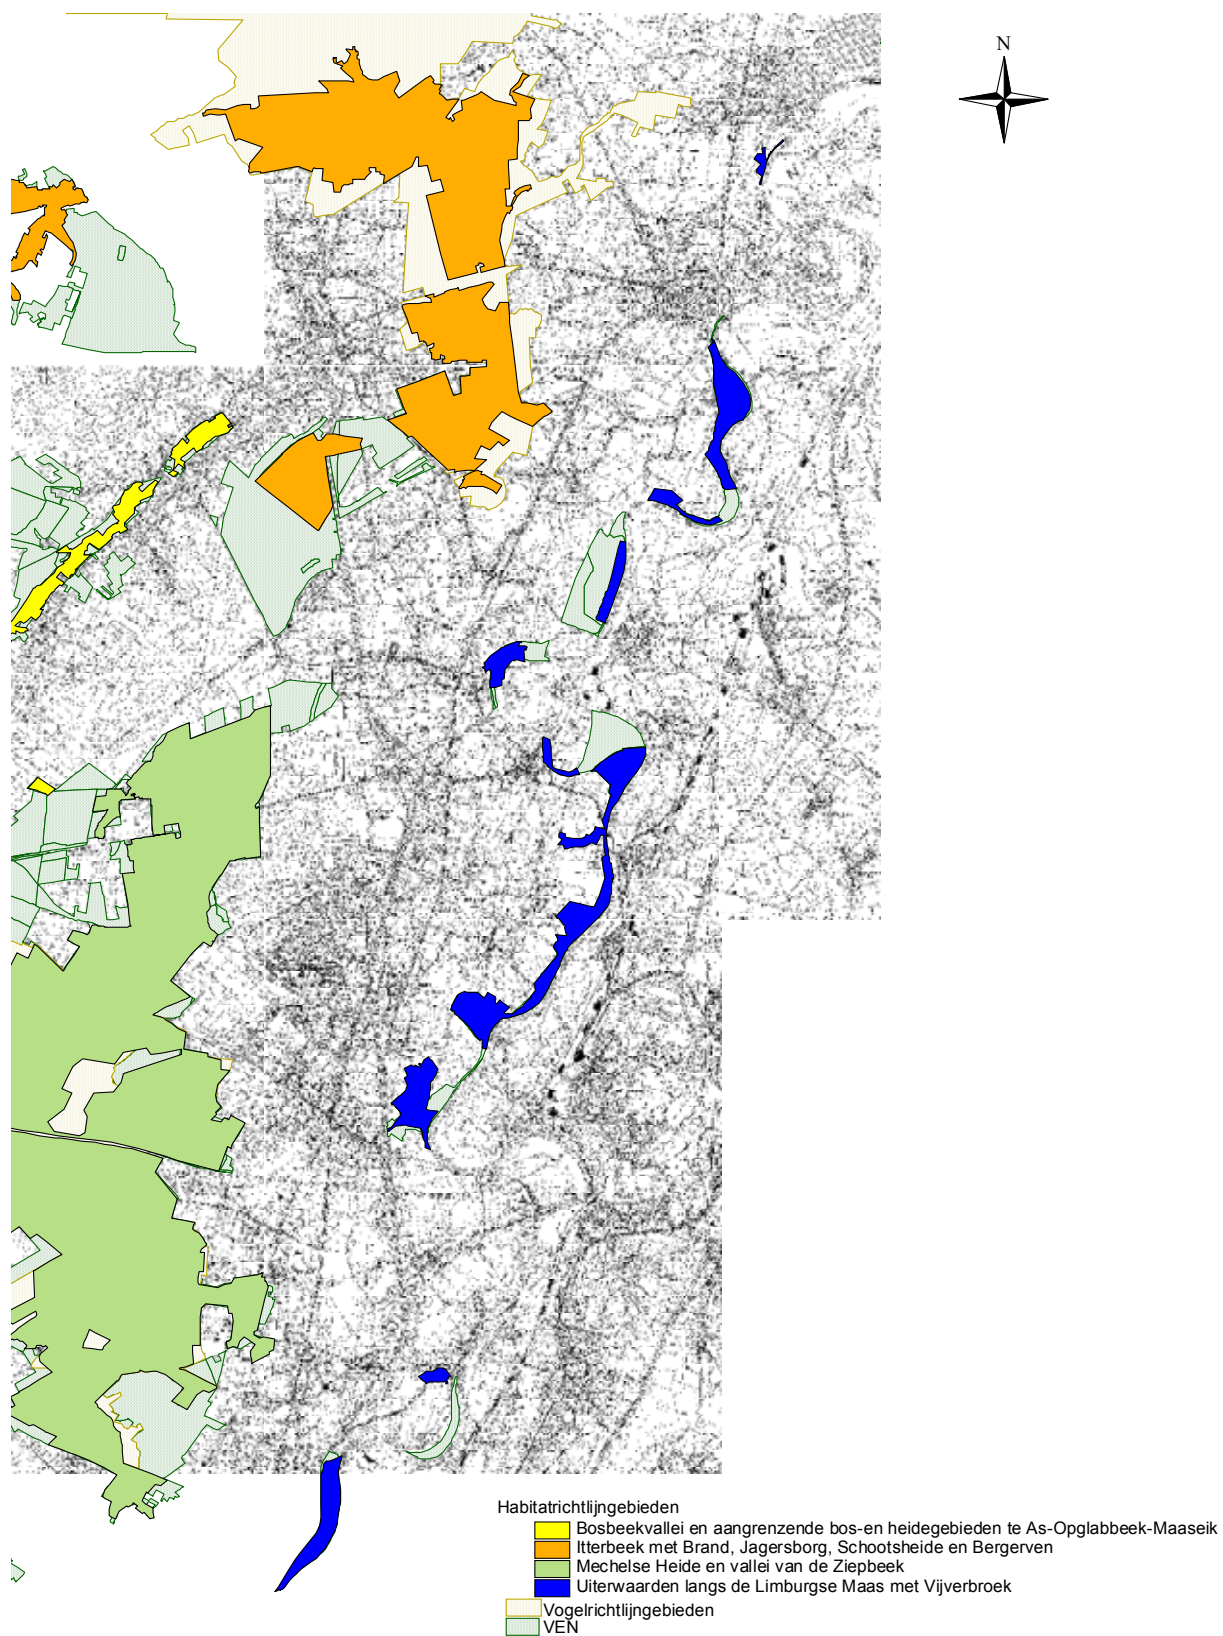 N
Habitatrichtlijngebieden
Bosbeekvallei en aangrenzende bos-en heidegebieden te As-Opglabbeek-Maaseik
Itterbeek met Brand, Jagersborg, Schootsheide en Bergerven
Mechelse Heide en vallei van de Ziepbeek
Uiterwaarden langs de Limburgse Maas met Vijverbroek
Vogelrichtlijngebieden
VEN